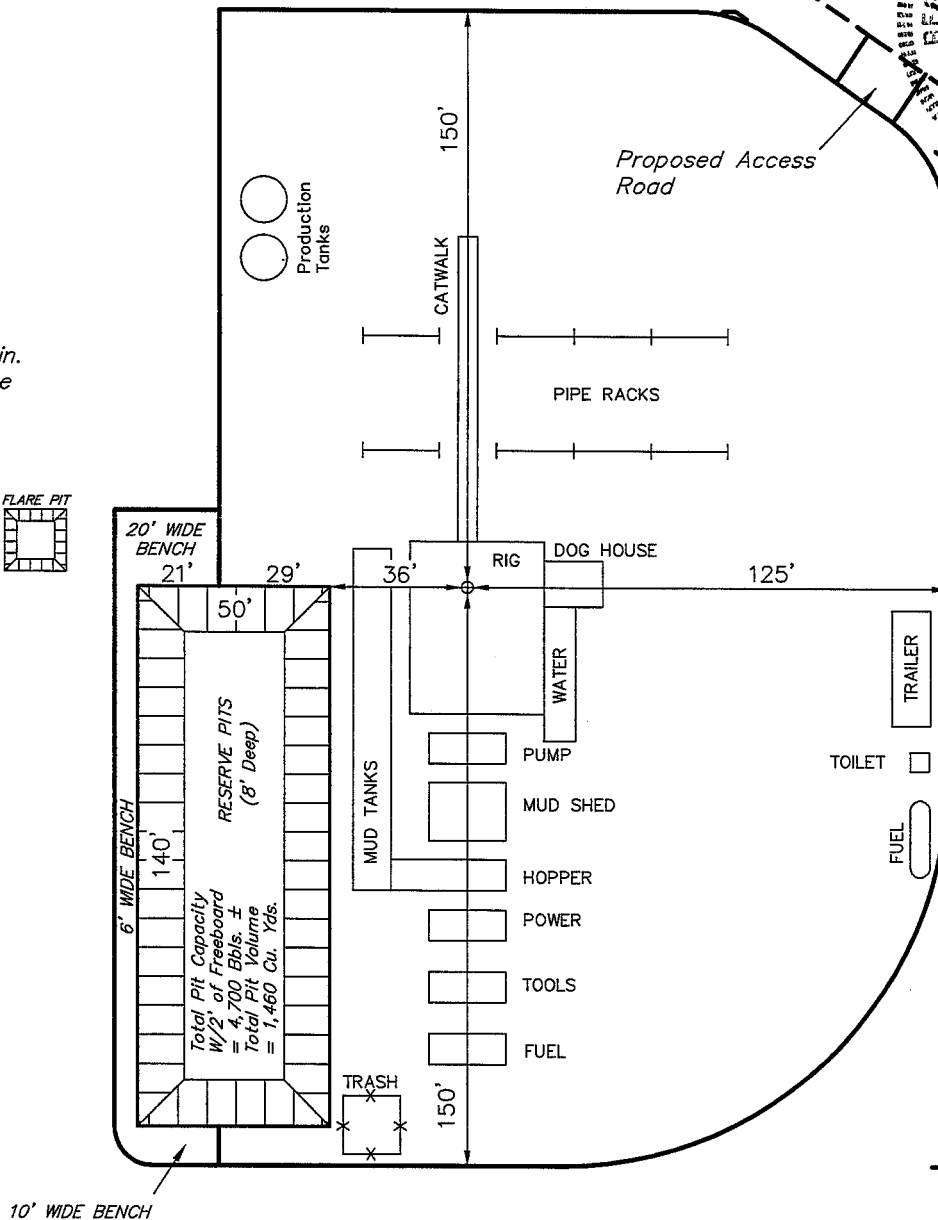 150'
Proposed Access
Road
Production
Tanks
CATWALK
in.
e
PIPE RACKS
FLARE PIT
20' WIDE
BENCH
RIG
DOG HOUSE
21'
29'
36'
125'
50'
WATER
TRAILER
RESERVE PITS
(8' Deep)
PUMP
TOILET
MUD SHED
MUD TANKS
6' WIDE BENCH
140'
FUEL
HOPPER
Total Pit Capacity
W/2' of Freeboard
= 4,700 Bbls. ±
Total Pit Volume
= 1,460 Cu. Yds.
POWER
TOOLS
FUEL
TRASH
150'
10' WIDE BENCH